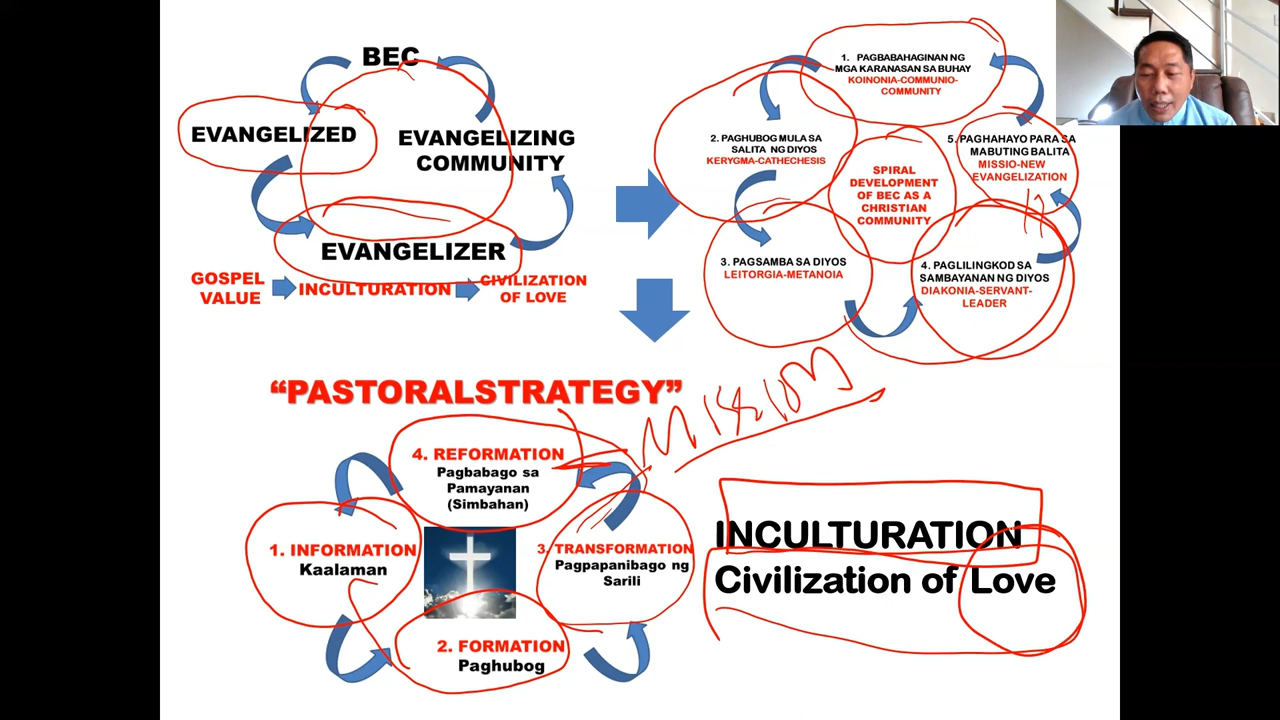 BEC
EVANGELIZED
EVANGELIZING
COMMUNITY
EVANGELIZER
GOSPEL
VALUE
INCULTURATION
CIVILIZATION
OF LOVE
1. PAGBABAHAGINAN NG
MGA KARANASAN SA BUHAY
KOINONIA-COMMUNIO-
COMMUNITY
2. PAGHUBOG MULA SA
SALITA NG DIYOS
KERYGMA-CATHECHESIS
3. PAGSAMBA SA DIYOS
LEITORGIA-METANOIA
4. PAGLILINGKOD SA
SAMBAYANAN NG DIYOS
DIAKONIA-SERVANT-
LEADER
5. PAGHAHAYO PARA SA
MABUTING BALITA
MISSIO-NEW
EVANGELIZATION
SPIRAL
DEVELOPMENT
OF BEC AS A
CHRISTIAN
COMMUNITY
"PASTORALSTRATEGY"
MISSION
4. REFORMATION
Pagbabago sa
Pamayanan
(Simbahan)
1. INFORMATION
Kaalaman
3. TRANSFORMATION
Pagpapanibago ng
Sarili
2. FORMATION
Paghubog
INCULTURATION
Civilization of Love